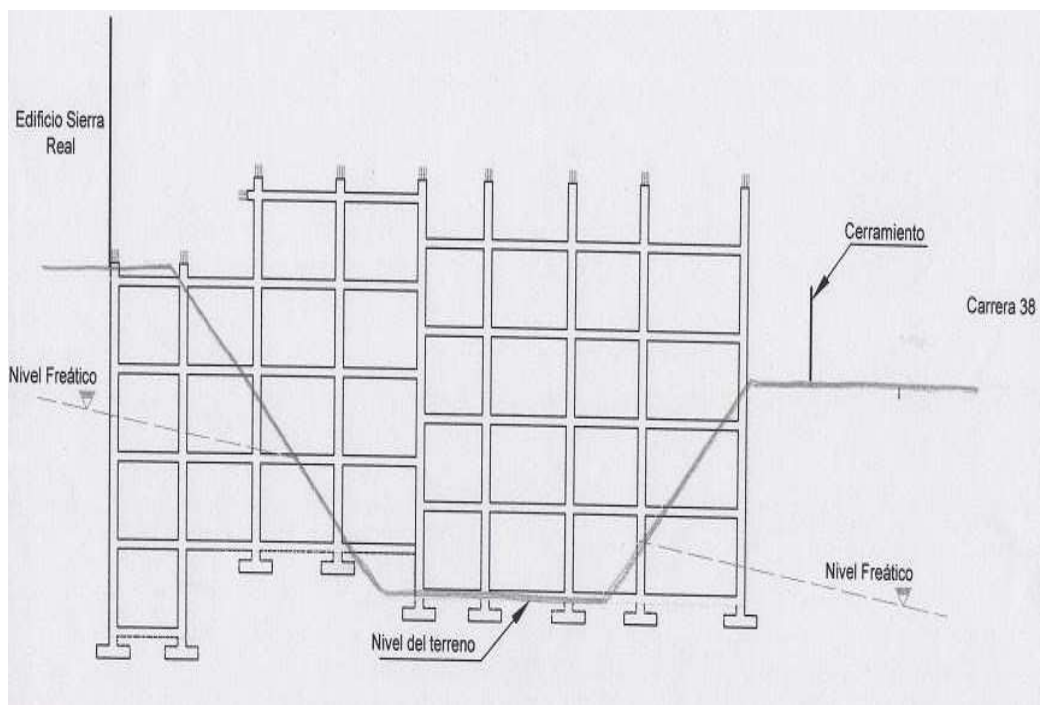 Edificio Sierra
Real
Cerramiento
Carrera 38
Nivel Freático
Nivel Freático
Nivel del terreno